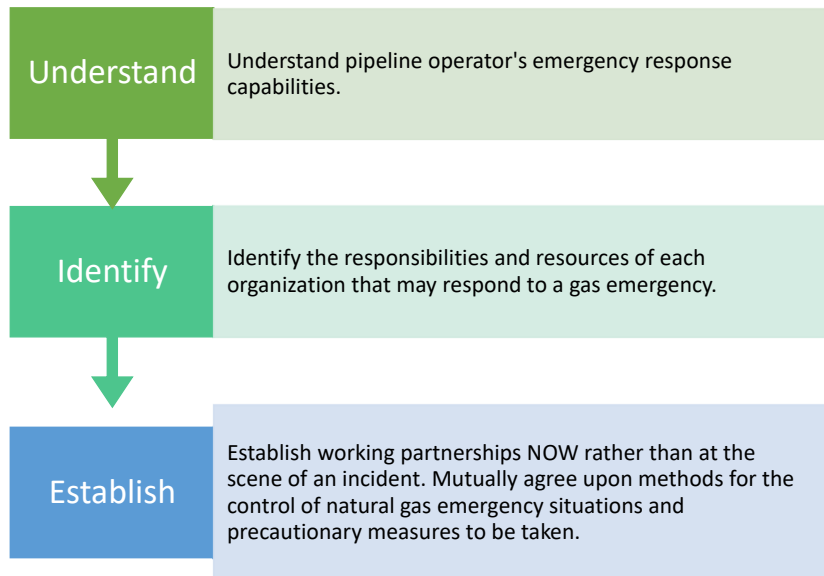 Understand
Understand pipeline operator's emergency response
capabilities.
Identify
Identify the responsibilities and resources of each
organization that may respond to a gas emergency.
Establish
Establish working partnerships NOW rather than at the
scene of an incident. Mutually agree upon methods for the
control of natural gas emergency situations and
precautionary measures to be taken.